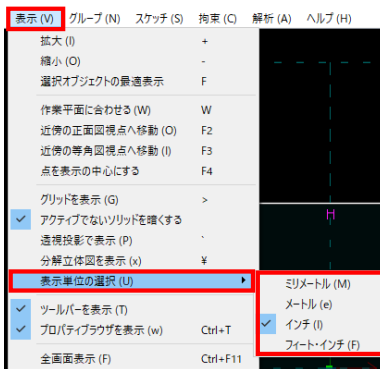 表示 (V) グループ (N) スケッチ (S) 拘束 (C) 解析 (A) ヘルプ (H)
拡大 (I) +
縮小 (O) -
選択オブジェクトの最適表示 F
作業平面に合わせる (W) W
近傍の正面図視点へ移動 (O) F2
近傍の等角図視点へ移動 (I) F3
点を表示の中心にする F4
グリッドを表示 (G) >
アクティブでないソリッドを暗くする
透視投影で表示 (P) `
分解立体図を表示 (x) ¥
表示単位の選択 (U)
ミリメートル (M)
メートル (e)
インチ (I)
フィート・インチ (F)
ツールバーを表示 (T)
プロパティブラウザを表示 (w) Ctrl+T
全画面表示 (F) Ctrl+F11
H